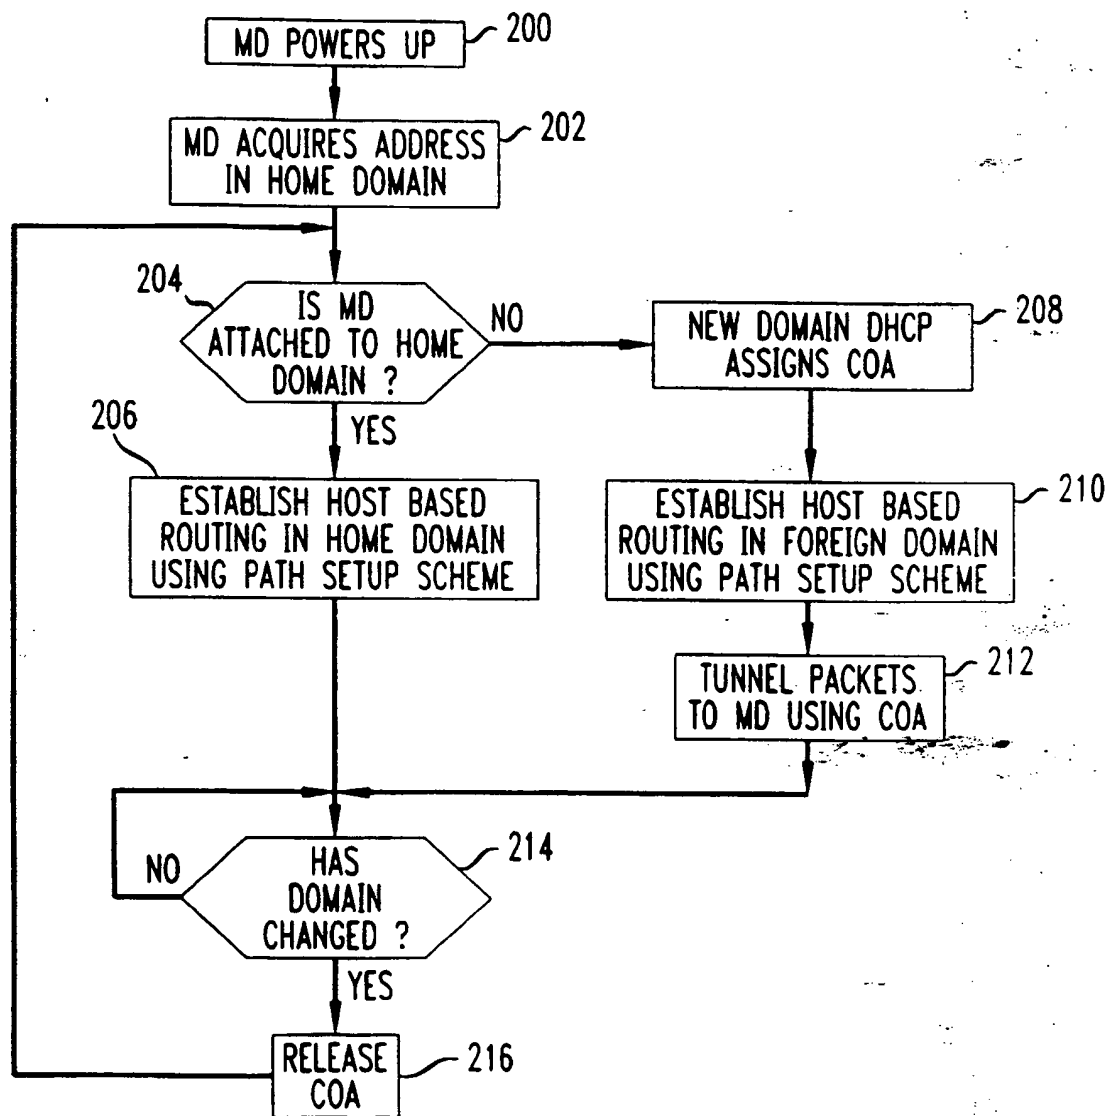 MD POWERS UP
200
MD ACQUIRES ADDRESS
IN HOME DOMAIN
202
204
IS MD
ATTACHED TO HOME
DOMAIN ?
NO
NEW DOMAIN DHCP
ASSIGNS COA
208
YES
206
ESTABLISH HOST BASED
ROUTING IN HOME DOMAIN
USING PATH SETUP SCHEME
ESTABLISH HOST BASED
ROUTING IN FOREIGN DOMAIN
USING PATH SETUP SCHEME
210
TUNNEL PACKETS
TO MD USING COA
212
NO
HAS
DOMAIN
CHANGED ?
214
YES
RELEASE
COA
216